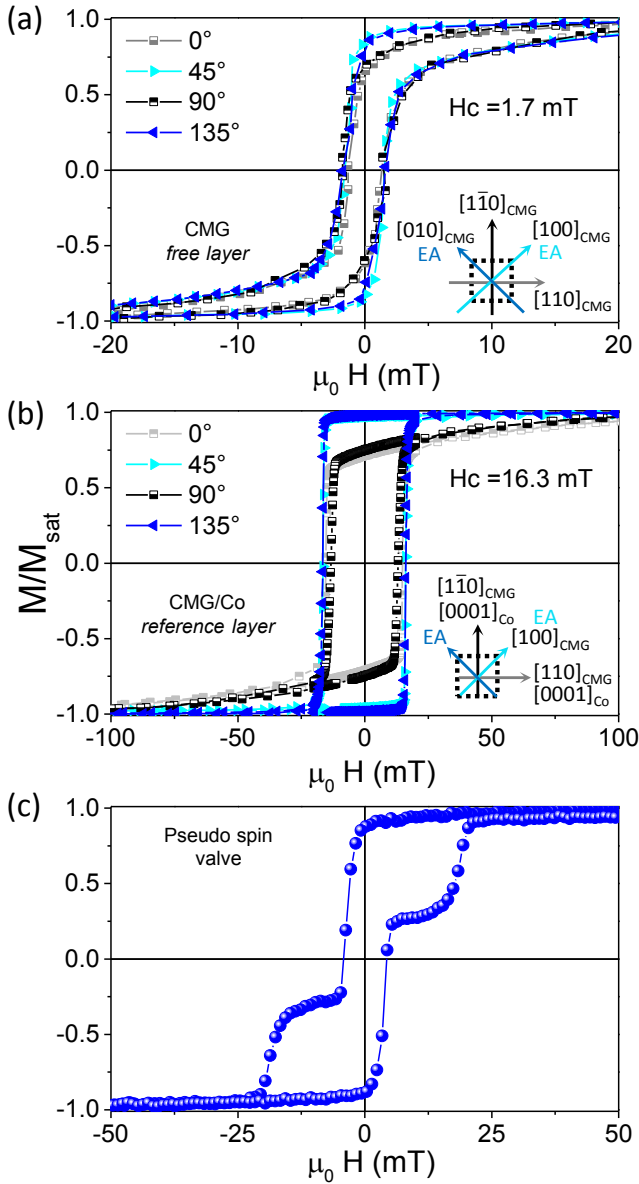 (a)
1.0
0.5
0.0
-0.5
-1.0
0°
45°
90°
135°
Hc =1.7 mT
CMG
free layer
[11̅0]CMG
[010]CMG
EA
[100]CMG
EA
[110]CMG
-20
-10
0
10
20
μ0 H (mT)
(b)
M/Msat
1.0
0.5
0.0
-0.5
-1.0
0°
45°
90°
135°
Hc =16.3 mT
CMG/Co
reference layer
[11̅0]CMG
[0001]Co
EA
EA
[100]CMG
[110]CMG
[0001]Co
-100
-50
0
50
100
μ0 H (mT)
(c)
1.0
0.5
0.0
-0.5
-1.0
Pseudo spin
valve
-50
-25
0
25
50
μ0 H (mT)